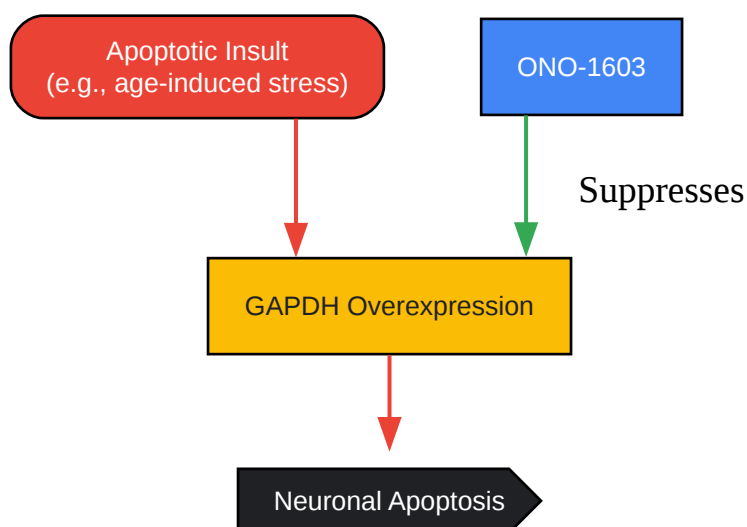 Apoptotic Insult
(e.g., age-induced stress)
ONO-1603
Suppresses
GAPDH Overexpression
Neuronal Apoptosis